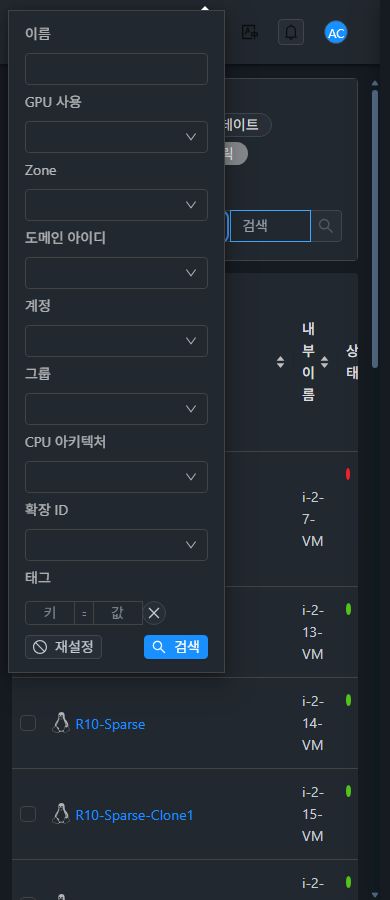 이름
AC
GPU 사용
데이트
Zone
릭
도메인 아이디
검색
계정
내부이름
상태
그룹
CPU 아키텍처
확장 ID
i-2-7-VM
태그
키 = 값
재설정 검색
i-2-13-VM
R10-Sparse
i-2-14-VM
R10-Sparse-Clone1
i-2-15-VM
i-2-